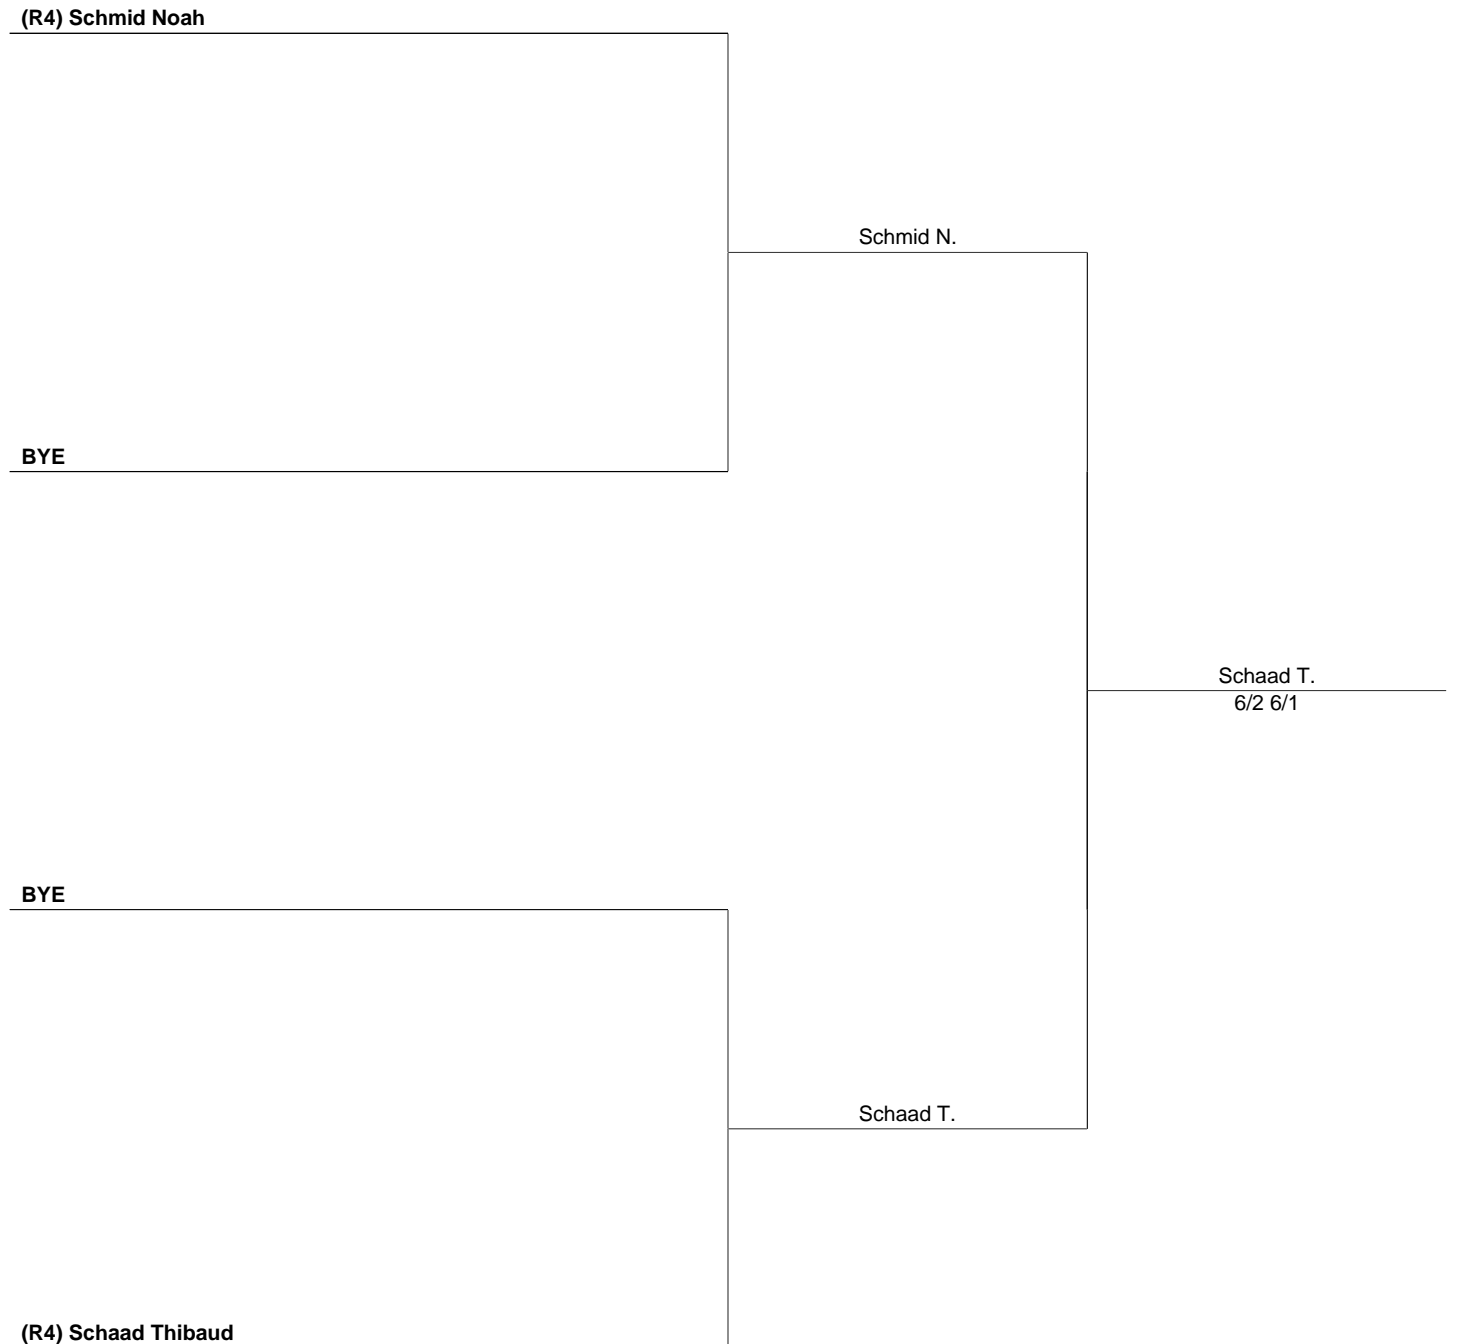 (R4) Schmid Noah
Schmid N.
BYE
Schaad T.
6/2 6/1
BYE
Schaad T.
(R4) Schaad Thibaud